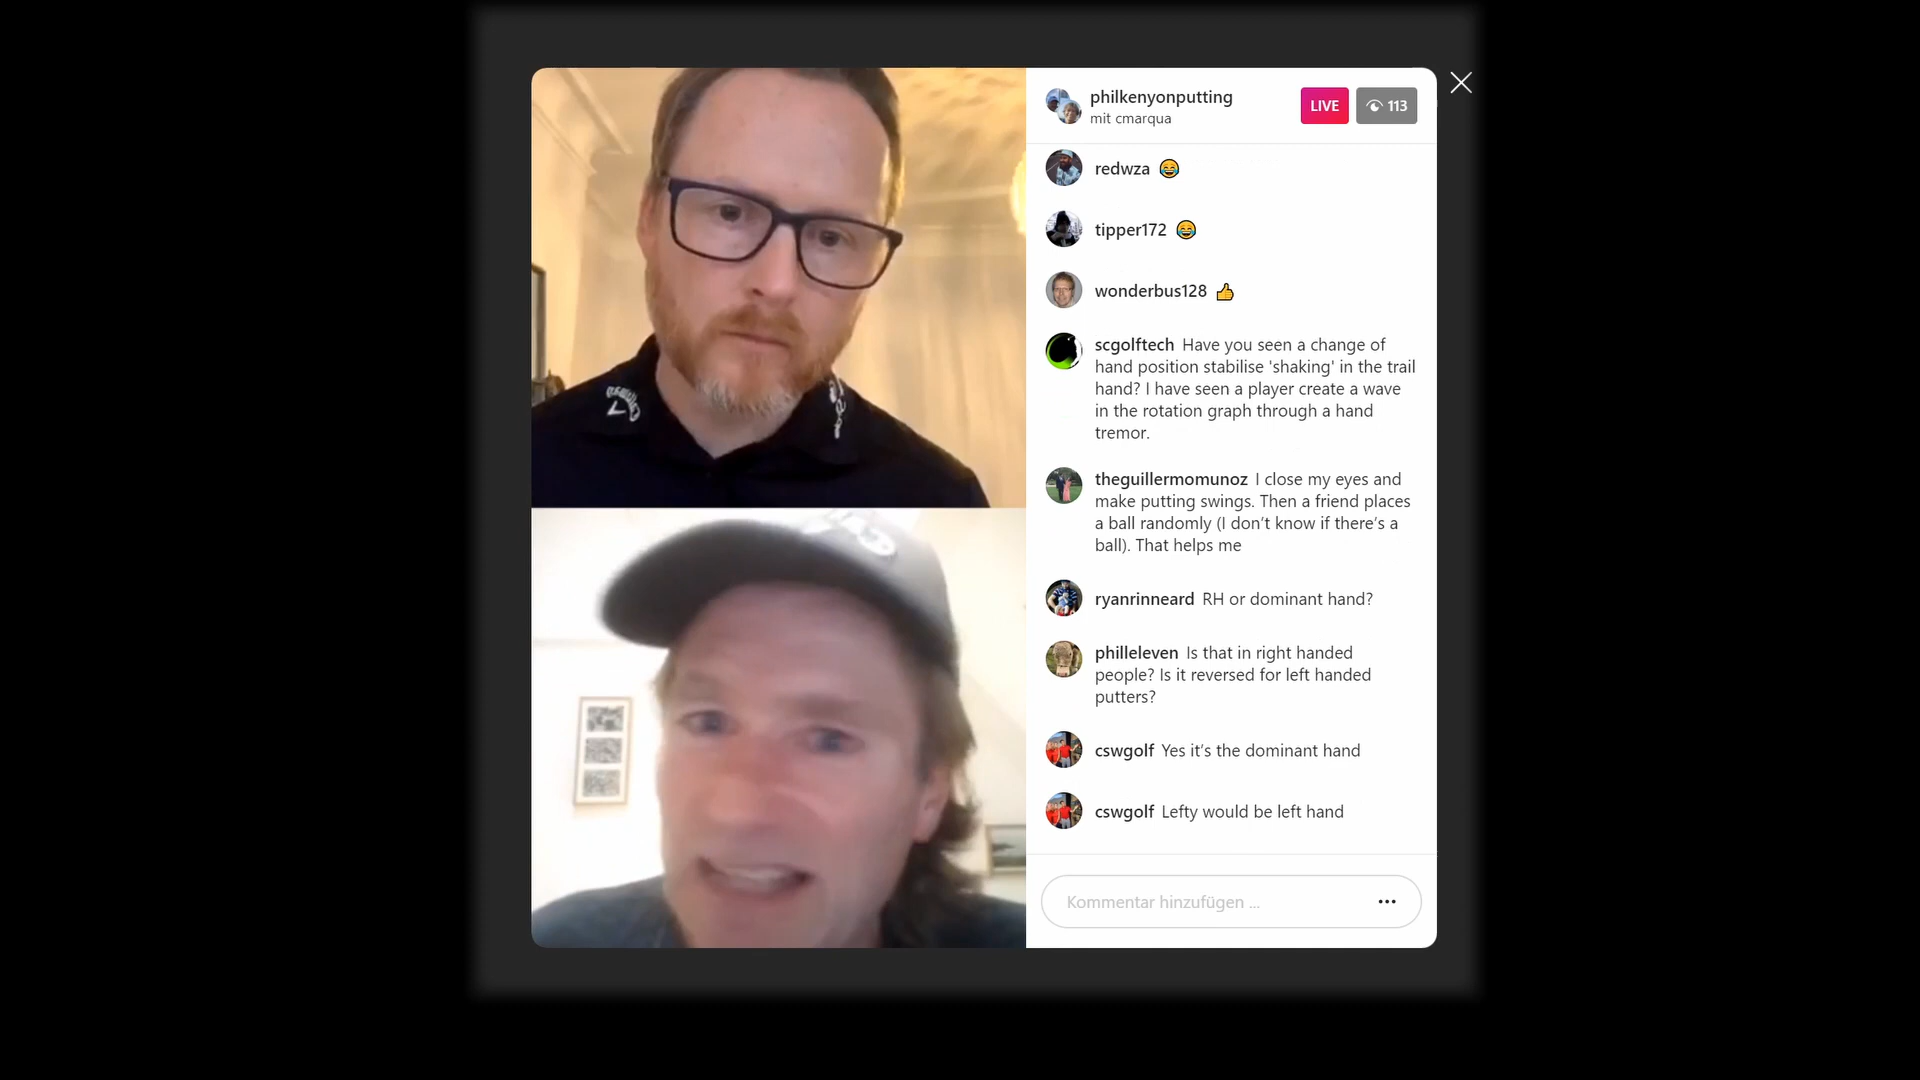 philkenyonputting
mit cmarqua
LIVE
113
redwza 😂
tipper172 😂
wonderbus128 👍
scgolftech Have you seen a change of
hand position stabilise 'shaking' in the trail
hand? I have seen a player create a wave
in the rotation graph through a hand
tremor.
theguillermomunoz I close my eyes and
make putting swings. Then a friend places
a ball randomly (I don’t know if there’s a
ball). That helps me
ryanrinneard RH or dominant hand?
philleleven Is that in right handed
people? Is it reversed for left handed
putters?
cswgolf Yes it’s the dominant hand
cswgolf Lefty would be left hand
Kommentar hinzufügen ...